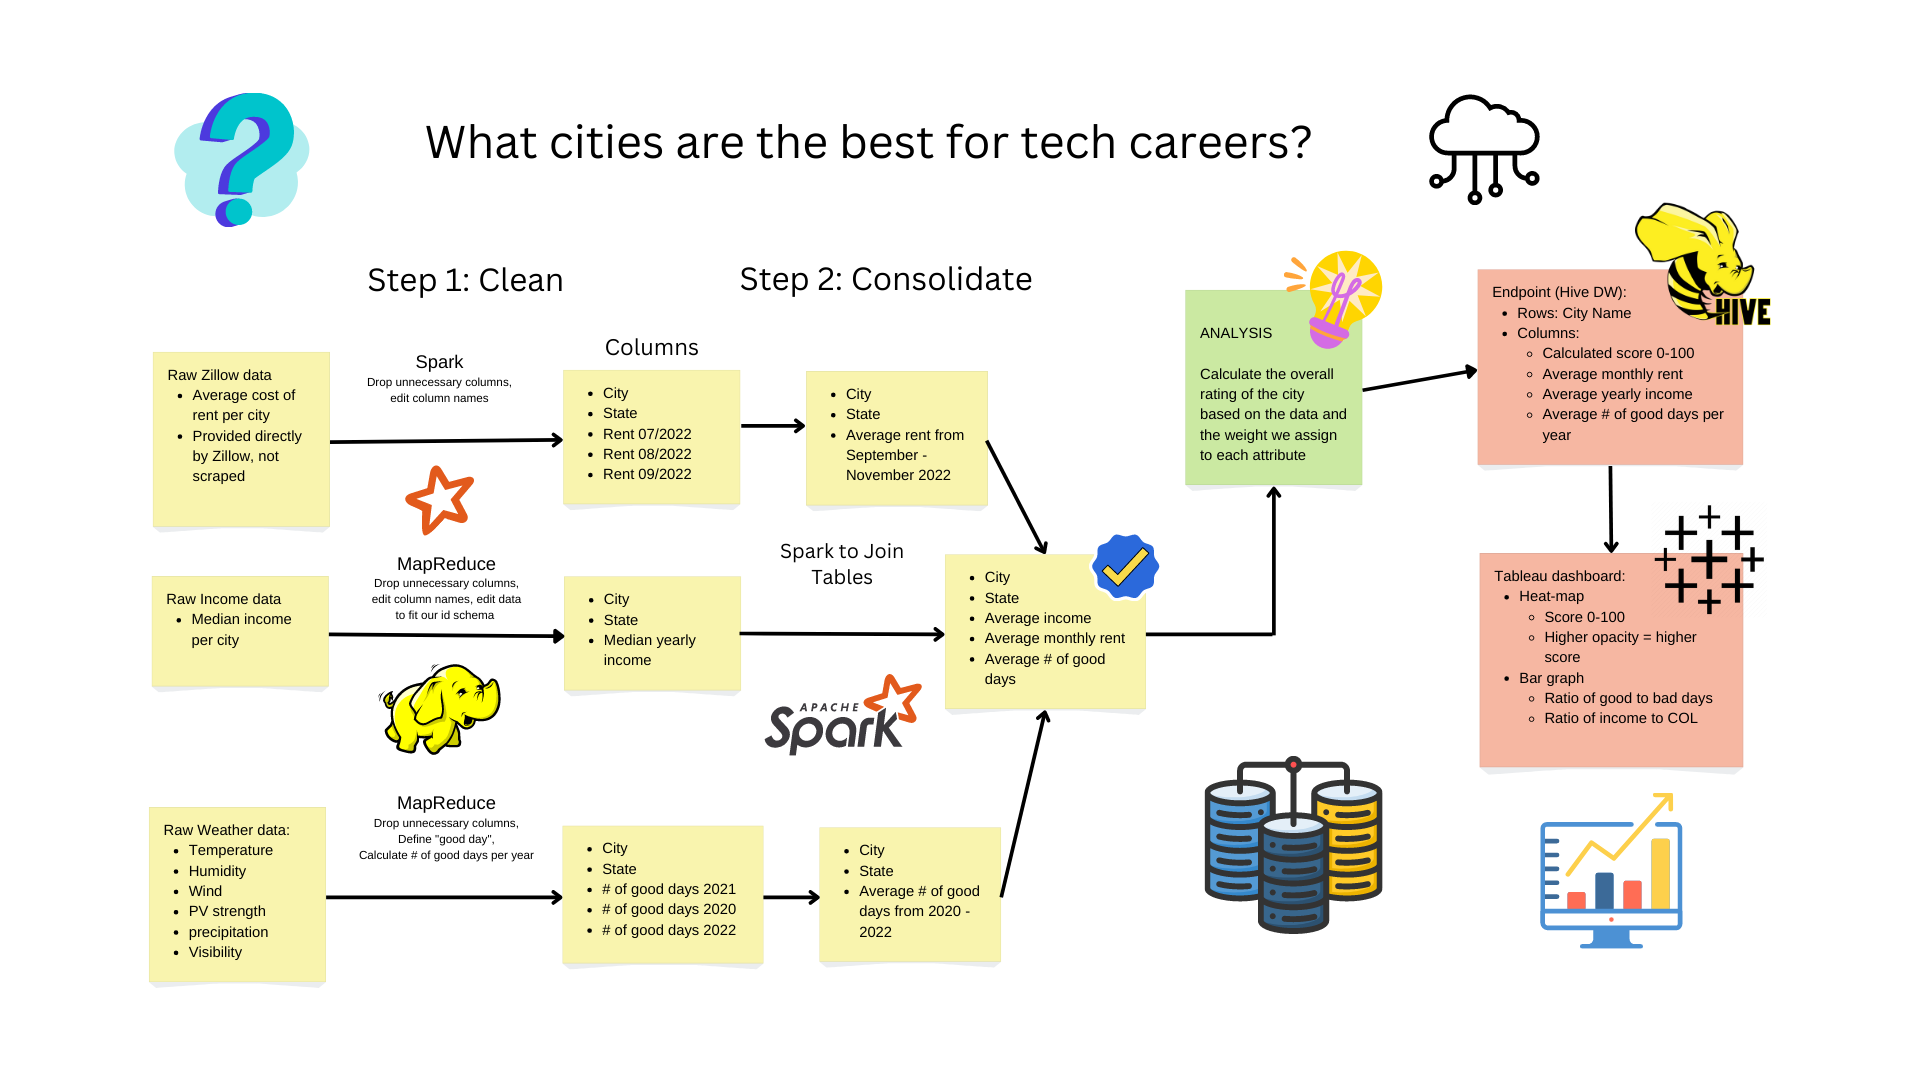 What cities are the best for tech careers?
Step 1: Clean
Step 2: Consolidate
Raw Zillow data
• Average cost of
rent per city
• Provided directly
by Zillow, not
scraped
Spark
Drop unnecessary columns,
edit column names
Columns
• City
• State
• Rent 07/2022
• Rent 08/2022
• Rent 09/2022
• City
• State
• Average rent from
September -
November 2022
Raw Income data
• Median income
per city
MapReduce
Drop unnecessary columns,
edit column names, edit data
to fit our id schema
• City
• State
• Median yearly
income
Spark to Join
Tables
APACHE
Spark
• City
• State
• Average income
• Average monthly rent
• Average # of good
days
Raw Weather data:
• Temperature
• Humidity
• Wind
• PV strength
• precipitation
• Visibility
MapReduce
Drop unnecessary columns,
Define "good day",
Calculate # of good days per year
• City
• State
• # of good days 2021
• # of good days 2020
• # of good days 2022
• City
• State
• Average # of good
days from 2020 -
2022
ANALYSIS
Calculate the overall
rating of the city
based on the data and
the weight we assign
to each attribute
HIVE
Endpoint (Hive DW):
• Rows: City Name
• Columns:
◦ Calculated score 0-100
◦ Average monthly rent
◦ Average yearly income
◦ Average # of good days per
year
Tableau dashboard:
• Heat-map
◦ Score 0-100
◦ Higher opacity = higher
score
• Bar graph
◦ Ratio of good to bad days
◦ Ratio of income to COL